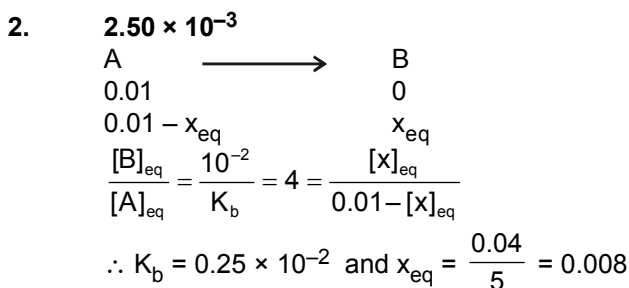 2. 2.50 × 10⁻³
A ⟶ B
0.01 0
0.01 – x_eq x_eq
[B]_eq / [A]_eq = 10⁻² / K_b = 4 = [x]_eq / 0.01–[x]_eq
∴ K_b = 0.25 × 10⁻² and x_eq = 0.04 / 5 = 0.008